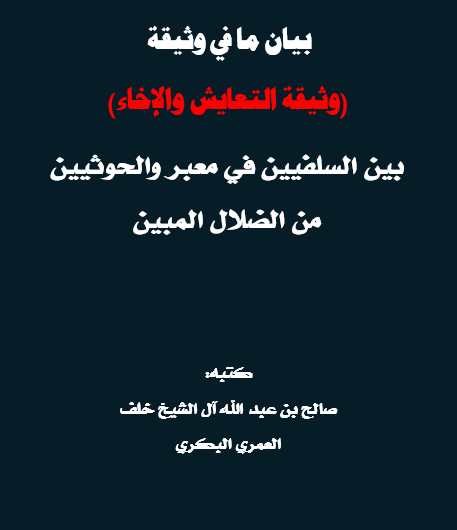 بيان ما في وثيقة
(وثيقة التعايش والإخاء)
بين السلفيين في معبر والحوثيين
من الضلال المبين
كتبه:
صالح بن عبد الله آل الشيخ خلف
العمري البكري